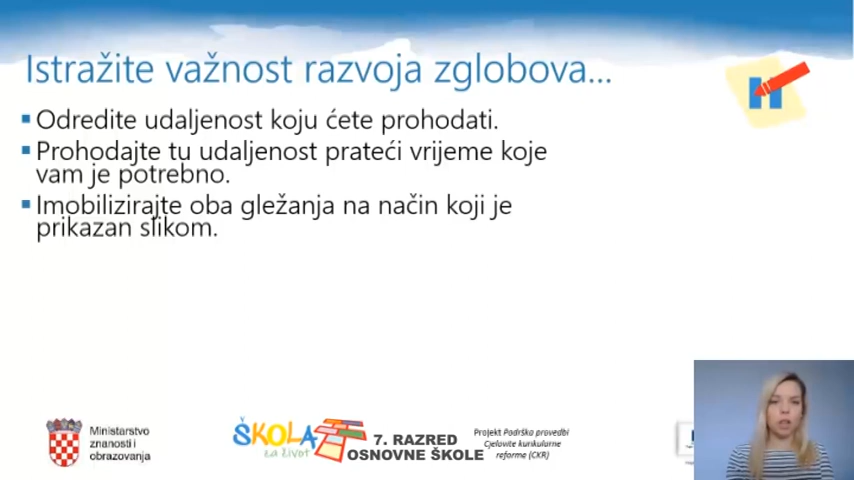 Istražite važnost razvoja zglobova...
Odredite udaljenost koju ćete prohodati.
Prohodajte tu udaljenost prateći vrijeme koje
vam je potrebno.
Imobilizirajte oba gležanja na način koji je
prikazan slikom.
Ministarstvo
znanosti i
obrazovanja
ŠKOLA
za život
7. RAZRED
OSNOVNE ŠKOLE
Projekt Podrška provedbi
Cjelovite kurikularne
reforme (CKR)